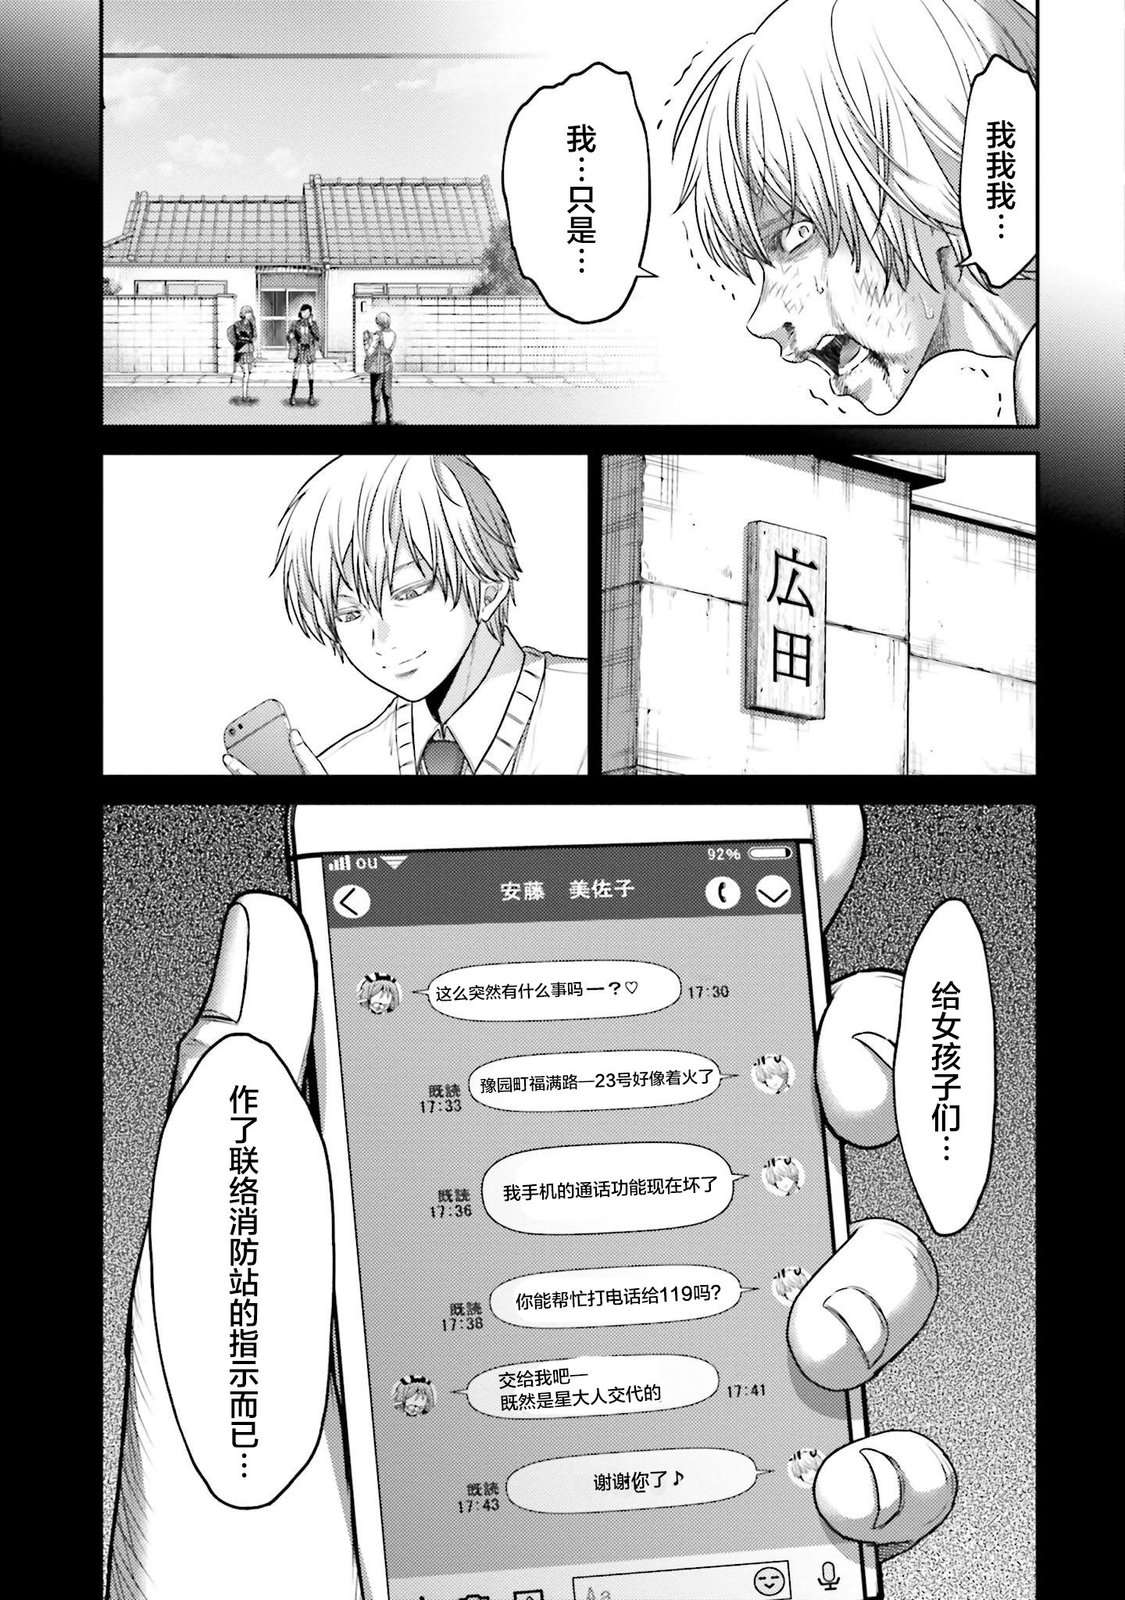 我我我…
我…只是…
広田
ou
92%
安藤　美佐子
这么突然有什么事吗ー？♡
17:30
豫园町福满路—23号好像着火了
既読
17:33
我手机的通话功能现在坏了
既読
17:36
你能帮忙打电话给119吗?
既読
17:38
交给我吧—
既然是星大人交代的
17:41
谢谢你了♪
既読
17:43
Aa
给女孩子们…
作了联络消防站的指示而已…